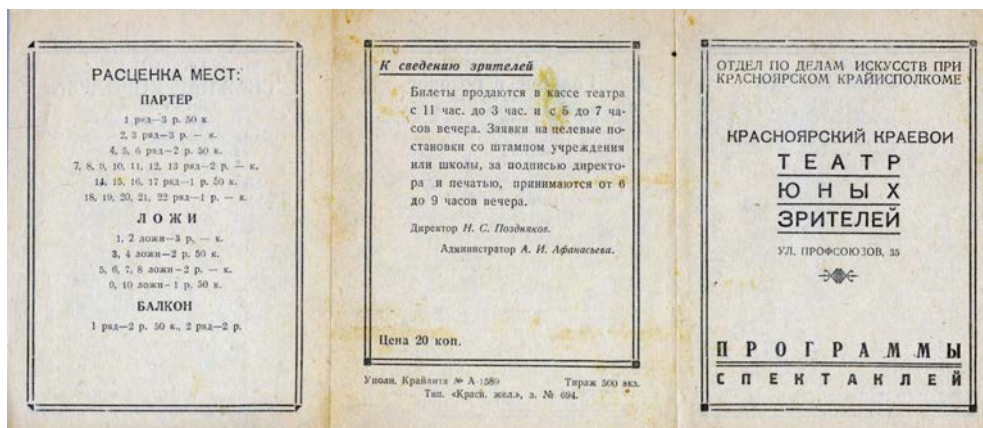 РАСЦЕНКА МЕСТ:
ПАРТЕР
1 ряд—3 р. 50 к.
2, 3 ряд—3 р. — к.
4, 5, 6 ряд—2 р. 50 к.
7, 8, 9, 10, 11, 12, 13 ряд—2 р. — к.
14, 15, 16, 17 ряд—1 р. 50 к.
18, 19, 20, 21, 22 ряд—1 р. — к.
ЛОЖИ
1, 2 ложи—3 р, — к.
3, 4 ложи—2 р. 50 к.
5, 6, 7, 8 ложи—2 р. — к.
9, 10 ложи—1 р. 50 к.
БАЛКОН
1 ряд—2 р. 50 к., 2 ряд—2 р.
К сведению зрителей
Билеты продаются в кассе театра
с 11 час. до 3 час. и с 5 до 7 ча-
сов вечера. Заявки на целевые по-
становки со штампом учреждения
или школы, за подписью директо-
ра и печатью, принимаются от 6
до 9 часов вечера.
Директор Н. С. Поздняков.
Администратор А. И. Афанасьева.
Цена 20 коп.
Уполн. Крайлита № А-1589 Тираж 500 экз.
Тип. «Красн. жел.», з. № 694.
ОТДЕЛ ПО ДЕЛАМ ИСКУССТВ ПРИ
КРАСНОЯРСКОМ КРАЙИСПОЛКОМЕ
КРАСНОЯРСКИЙ КРАЕВОИ
ТЕАТР
ЮНЫХ
ЗРИТЕЛЕЙ
УЛ. ПРОФСОЮЗОВ, 35
ПРОГРАММЫ
СПЕКТАКЛЕЙ